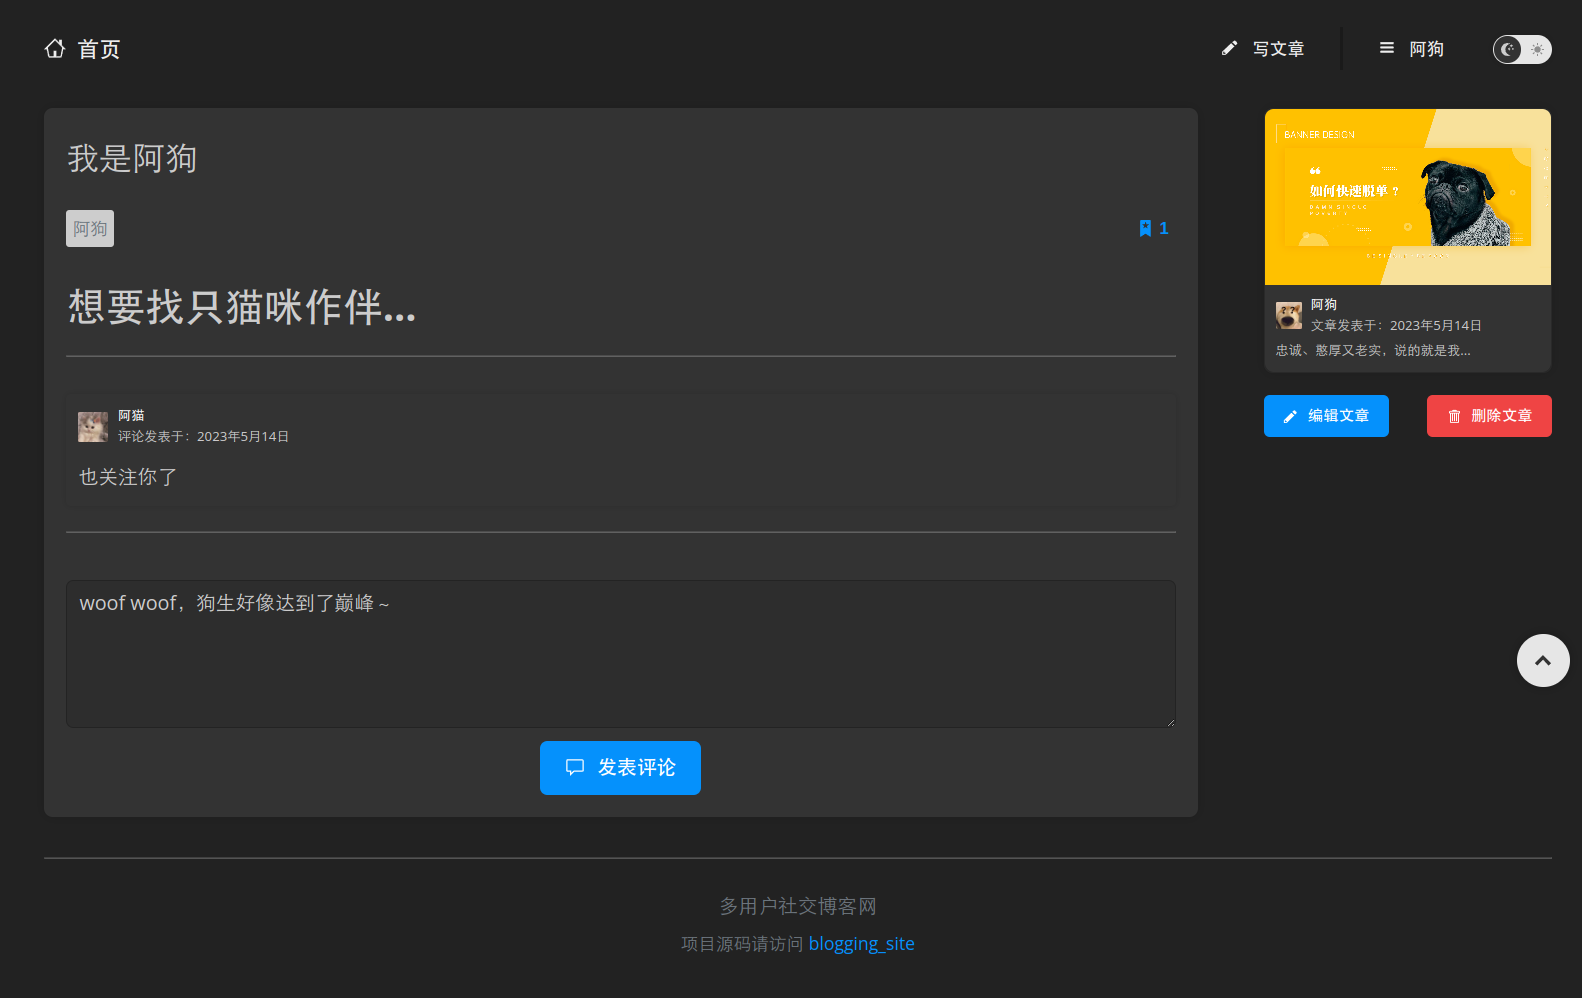 首页
写文章
阿狗
我是阿狗
阿狗
1
想要找只猫咪作伴...
阿猫
评论发表于：2023年5月14日
也关注你了
woof woof，狗生好像达到了巅峰 ~
发表评论
BANNER DESIGN
如何快速脱单？
阿狗
文章发表于：2023年5月14日
忠诚、憨厚又老实，说的就是我...
编辑文章
删除文章
多用户社交博客网
项目源码请访问 blogging_site